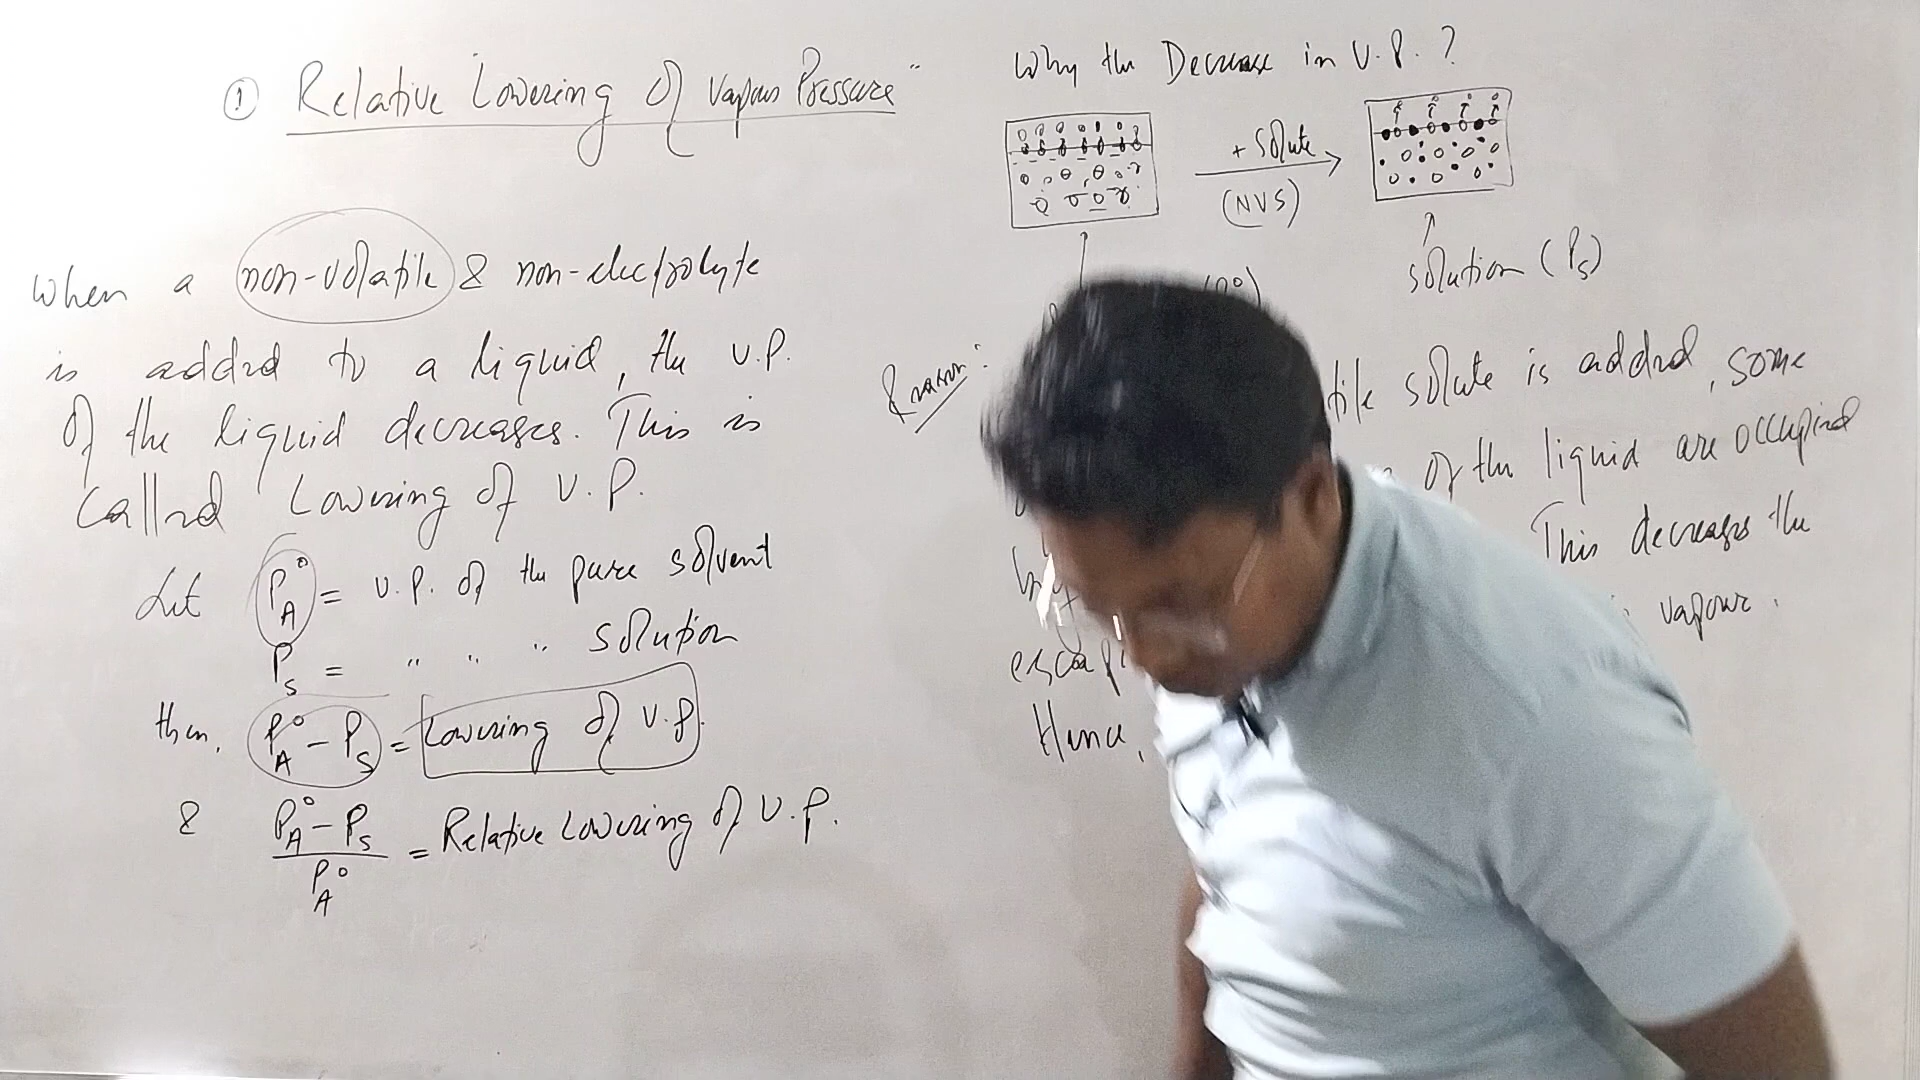 ① Relative Lowering of vapour Pressure"
When a non-volatile & non-electrolyte
is added to a liquid, the v.p.
of the liquid decreases. This is
called Lowering of v.p.
Let P°A = v.p. of the pure solvent
Ps = " " " solution
then, P°A - Ps = Lowering of v.p.
& P°A - Ps / P°A = Relative Lowering of v.p.
Why the Decrease in v.p.?
+ Solute
(NVS)
solution (Ps)
(P°)
Reason:
tile solute is added, some
of the liquid are occupied
by This decreases the
escapi vapour.
Hence,